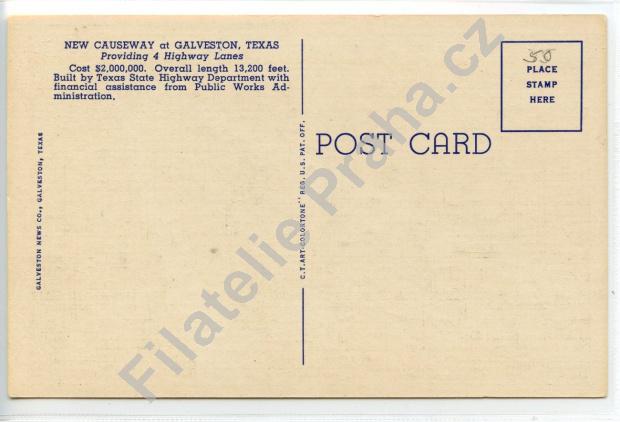 NEW CAUSEWAY at GALVESTON, TEXAS
Providing 4 Highway Lanes
Cost $2,000,000. Overall length 13,200 feet.
Built by Texas State Highway Department with
financial assistance from Public Works Ad-
ministration.
GALVESTON NEWS CO., GALVESTON, TEXAS
C.T. ART-COLORTONE" REG. U.S. PAT. OFF.
POST CARD
50
PLACE
STAMP
HERE
Filatelie Praha.cz